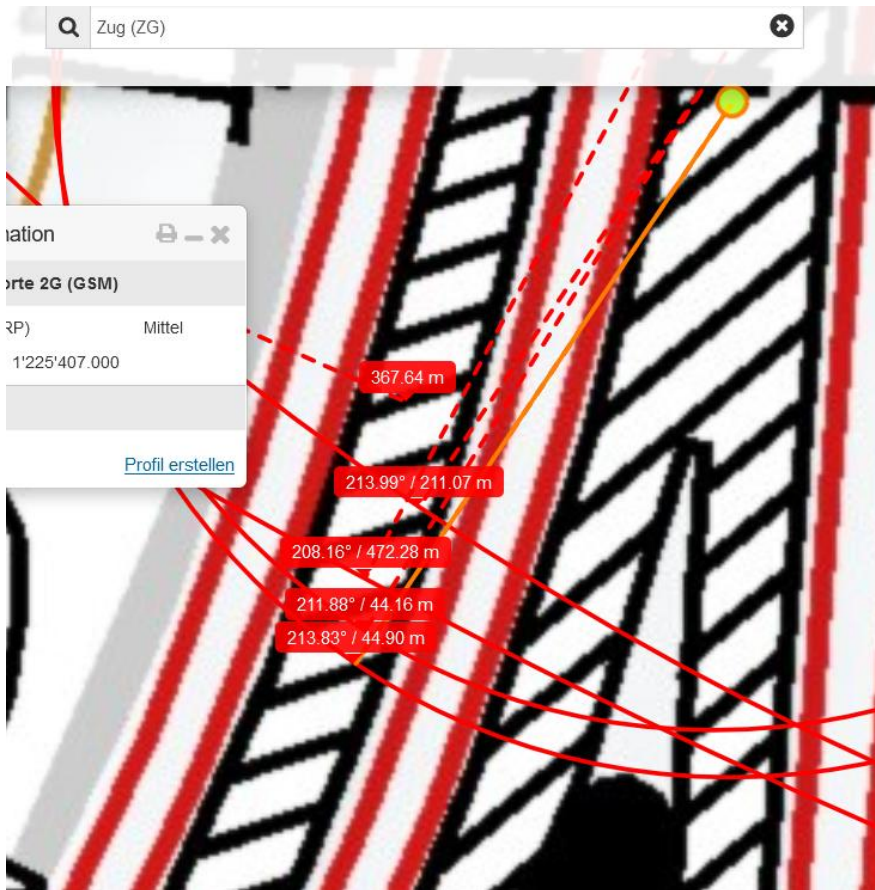 Zug (ZG)
mation
orte 2G (GSM)
RP) Mittel
1'225'407.000
Profil erstellen
367.64 m
213.99° / 211.07 m
208.16° / 472.28 m
211.88° / 44.16 m
213.83° / 44.90 m